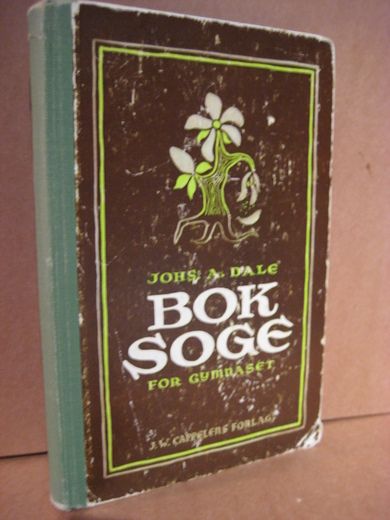 JOHS. A. DALE
BOK
SOGE
FOR GYMNASET
J. W. CAPPELENS FORLAG